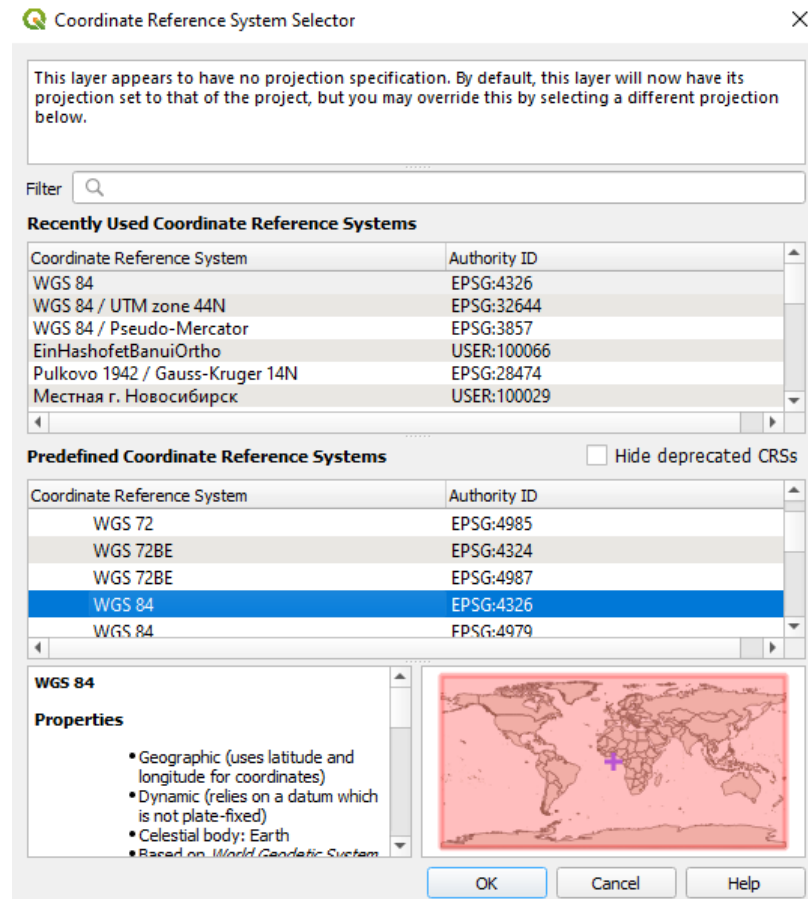 Coordinate Reference System Selector
This layer appears to have no projection specification. By default, this layer will now have its
projection set to that of the project, but you may override this by selecting a different projection
below.
Filter
Recently Used Coordinate Reference Systems
Coordinate Reference System Authority ID
WGS 84 EPSG:4326
WGS 84 / UTM zone 44N EPSG:32644
WGS 84 / Pseudo-Mercator EPSG:3857
EinHashofetBanuiOrtho USER:100066
Pulkovo 1942 / Gauss-Kruger 14N EPSG:28474
Местная г. Новосибирск USER:100029
Predefined Coordinate Reference Systems Hide deprecated CRSs
Coordinate Reference System Authority ID
WGS 72 EPSG:4985
WGS 72BE EPSG:4324
WGS 72BE EPSG:4987
WGS 84 EPSG:4326
WGS 84 EPSG:4979
WGS 84
Properties
• Geographic (uses latitude and
longitude for coordinates)
• Dynamic (relies on a datum which
is not plate-fixed)
• Celestial body: Earth
• Based on World Geodetic System
OK Cancel Help